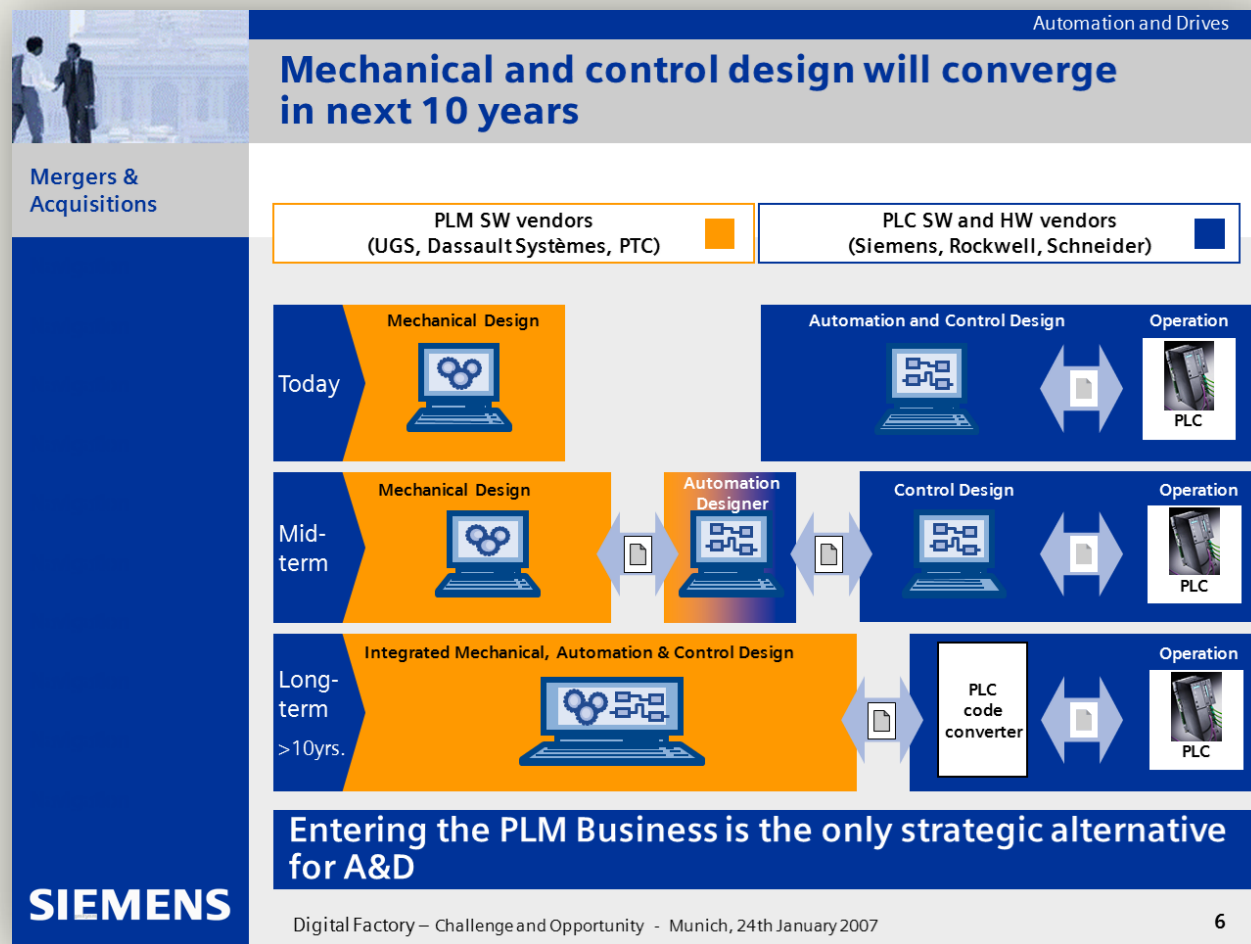 Automation and Drives
Mechanical and control design will converge
in next 10 years
Mergers &
Acquisitions
PLM SW vendors
(UGS, Dassault Systèmes, PTC)
PLC SW and HW vendors
(Siemens, Rockwell, Schneider)
Today
Mechanical Design
Automation and Control Design
Operation
PLC
Mid-
term
Mechanical Design
Automation
Designer
Control Design
Operation
PLC
Long-
term
>10yrs.
Integrated Mechanical, Automation & Control Design
PLC
code
converter
Operation
PLC
Entering the PLM Business is the only strategic alternative
for A&D
SIEMENS
Digital Factory – Challenge and Opportunity - Munich, 24th January 2007
6